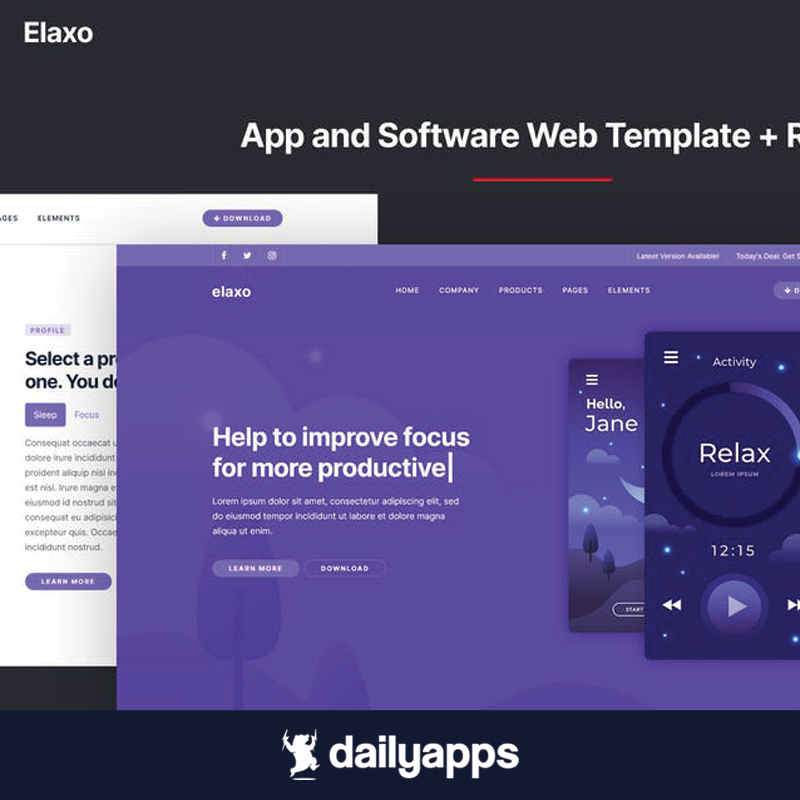 Elaxo
App and Software Web Template + R
ELEMENTS
DOWNLOAD
PROFILE
Select a pr
one. You do
Sleep
Focus
Consequat occaecat u
dolore irure incididunt
proident aliquip nisl in
est nisl. Irure magna e
eiusmod id nostrud sit
consequat eu adipisici
excepteur quis. Occae
incididunt nostrud.
LEARN MORE
Latest Version Available!
Today's Deal: Get
elaxo
HOME
COMPANY
PRODUCTS
PAGES
ELEMENTS
Help to improve focus
for more productive|
Lorem ipsum dolor sit amet, consectetur adipiscing elit, sed
do eiusmod tempor incididunt ut labore et dolore magna
aliqua ut enim.
LEARN MORE
DOWNLOAD
Hello,
Jane
START
Activity
Relax
LOREM IPSUM
12:15
dailyapps